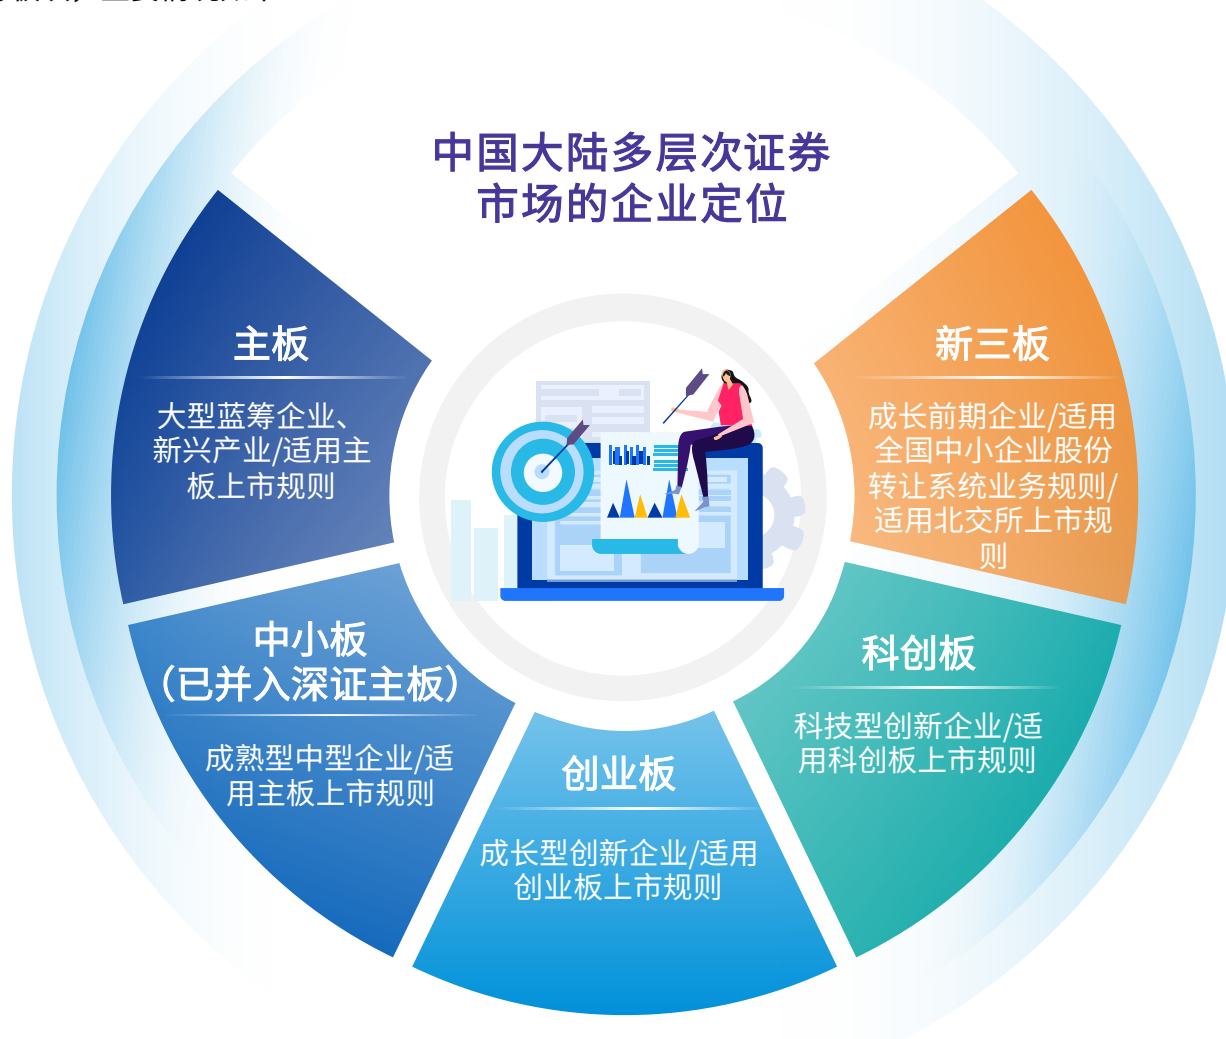 中国大陆多层次证券
市场的企业定位
主板
大型蓝筹企业、
新兴产业/适用主
板上市规则
中小板
（已并入深证主板）
成熟型中型企业/适
用主板上市规则
创业板
成长型创新企业/适用
创业板上市规则
科创板
科技型创新企业/适
用科创板上市规则
新三板
成长前期企业/适用
全国中小企业股份
转让系统业务规则/
适用北交所上市规
则